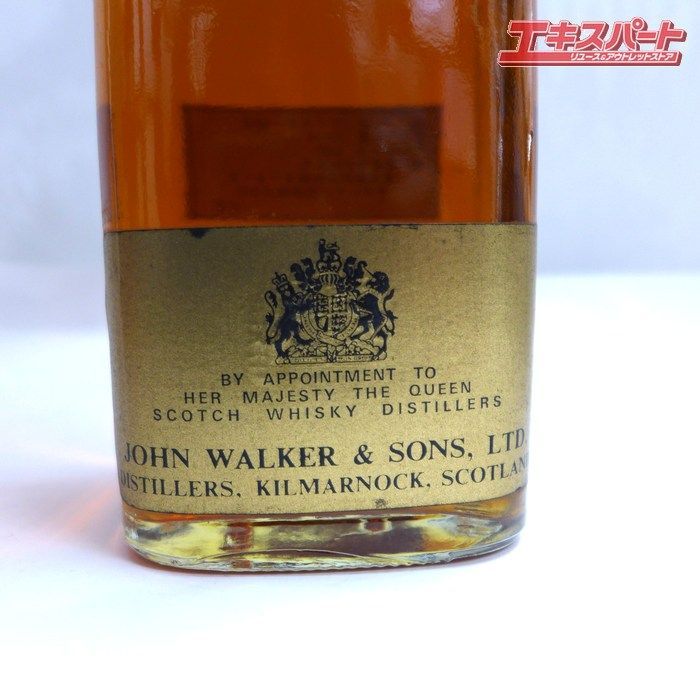 エキスパート
リユース&アウトレットストア
BY APPOINTMENT TO
HER MAJESTY THE QUEEN
SCOTCH WHISKY DISTILLERS
JOHN WALKER & SONS, LTD.
DISTILLERS, KILMARNOCK, SCOTLAND